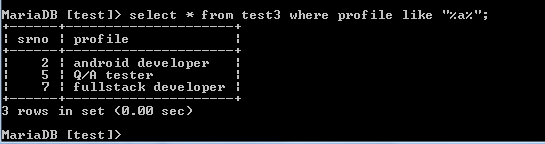 MariaDB [test]> select * from test3 where profile like "%a%";
+------+---------------------+
| srno | profile             |
+------+---------------------+
|    2 | android developer   |
|    5 | Q/A tester          |
|    7 | fullstack developer |
+------+---------------------+
3 rows in set (0.00 sec)
MariaDB [test]>